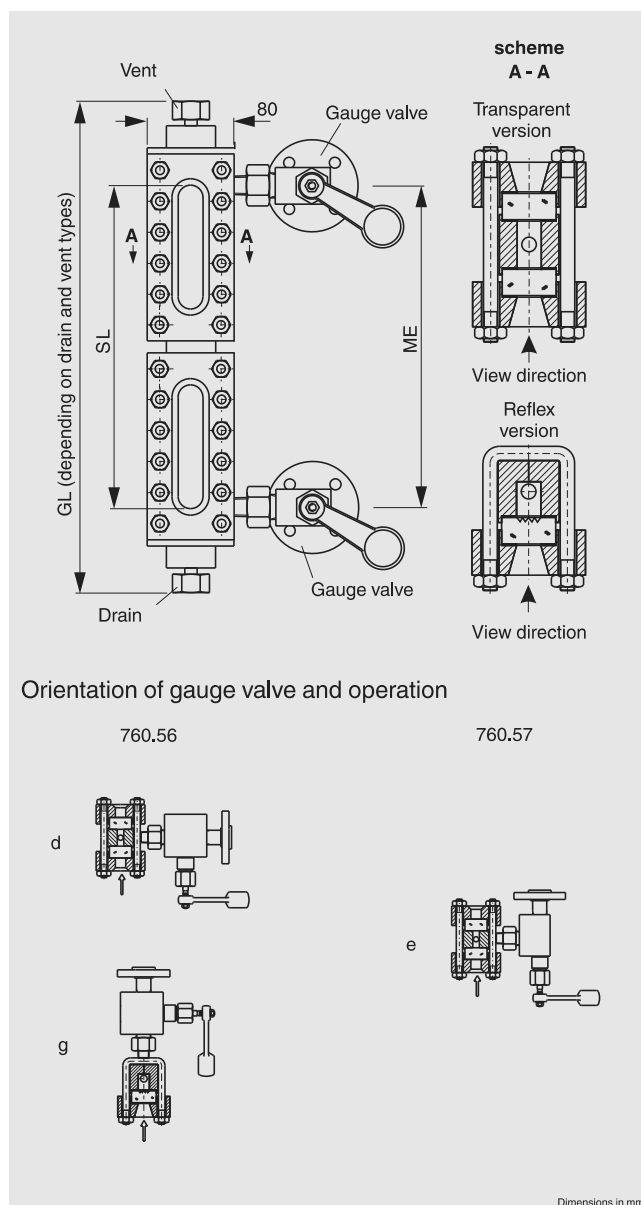 scheme
A - A
Vent
80
Gauge valve
Transparent
version
A
A
GL (depending on drain and vent types)
SL
ME
View direction
Reflex
version
Gauge valve
Drain
View direction
Orientation of gauge valve and operation
760.56
760.57
d
e
g
Dimensions in mm